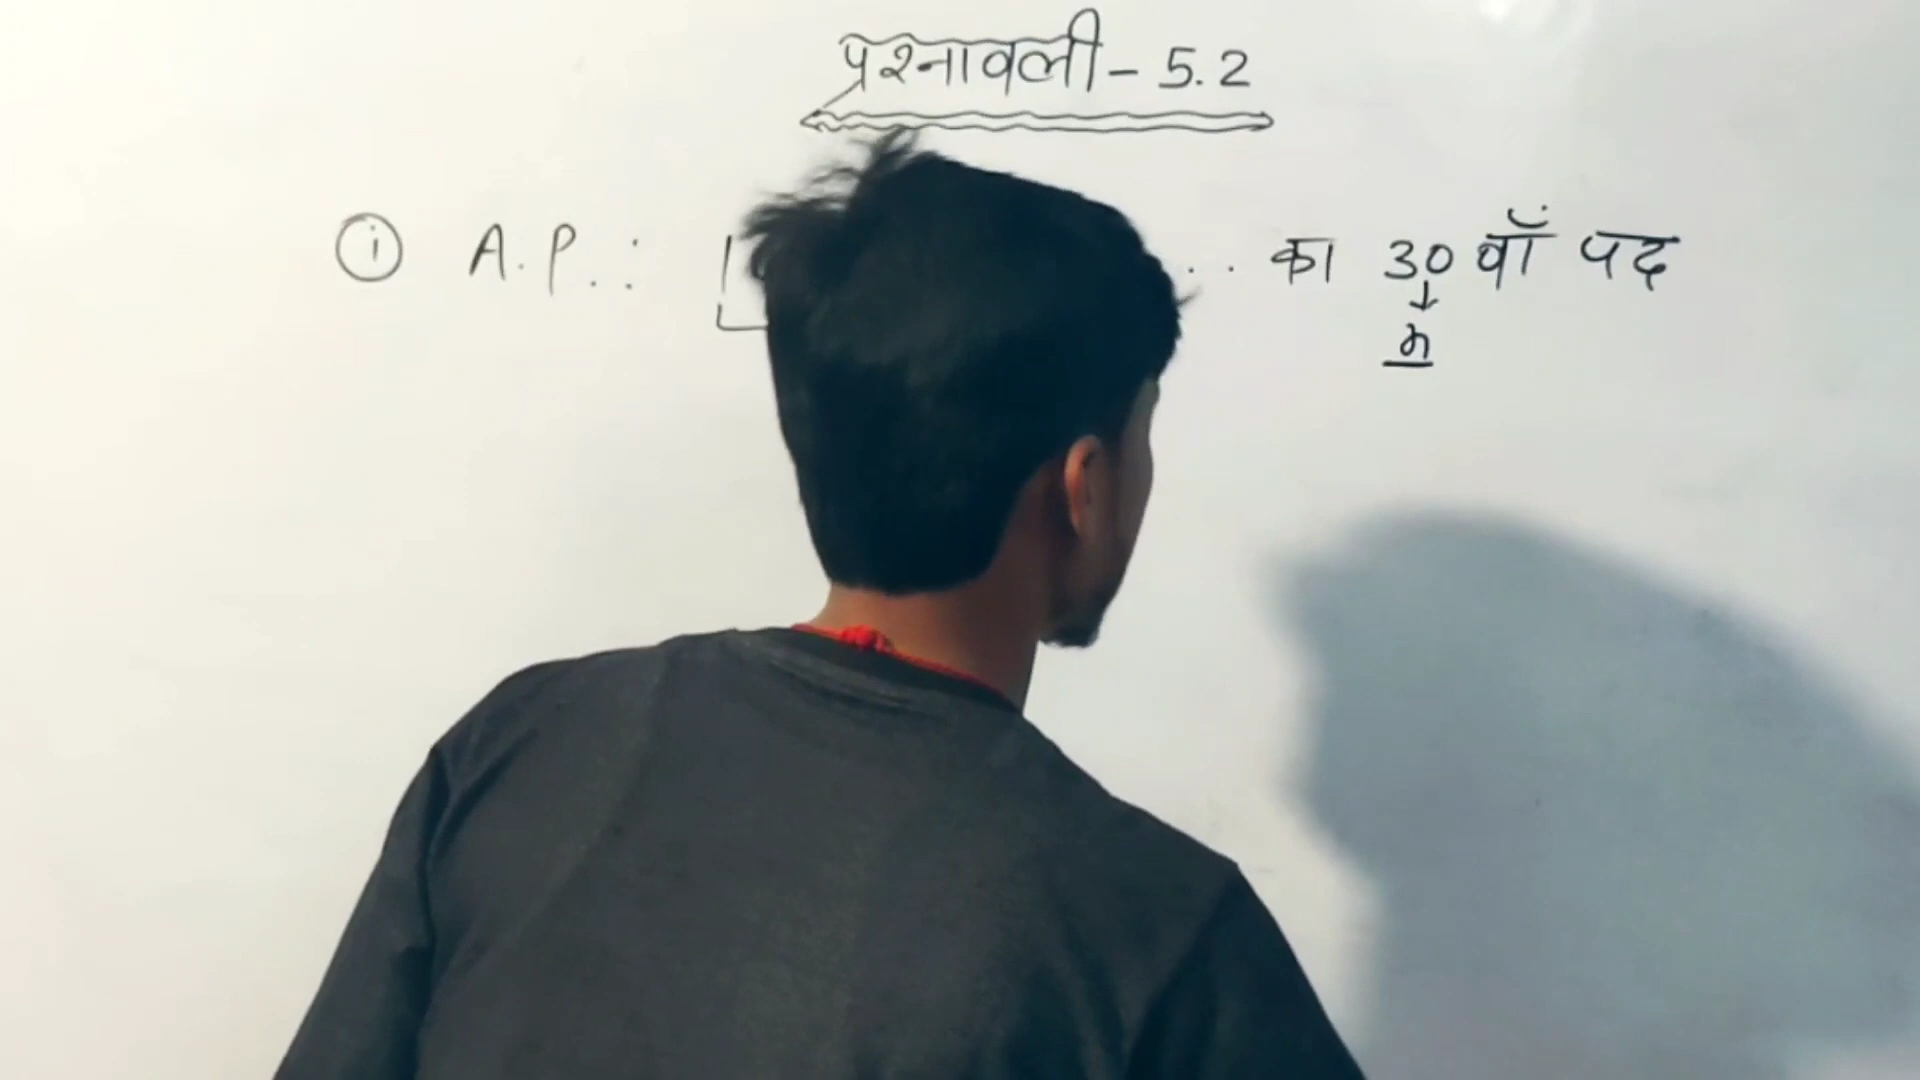 प्रश्नावली - 5.2
(i) A.P.: .. का 30 वाँ पद
↓
n